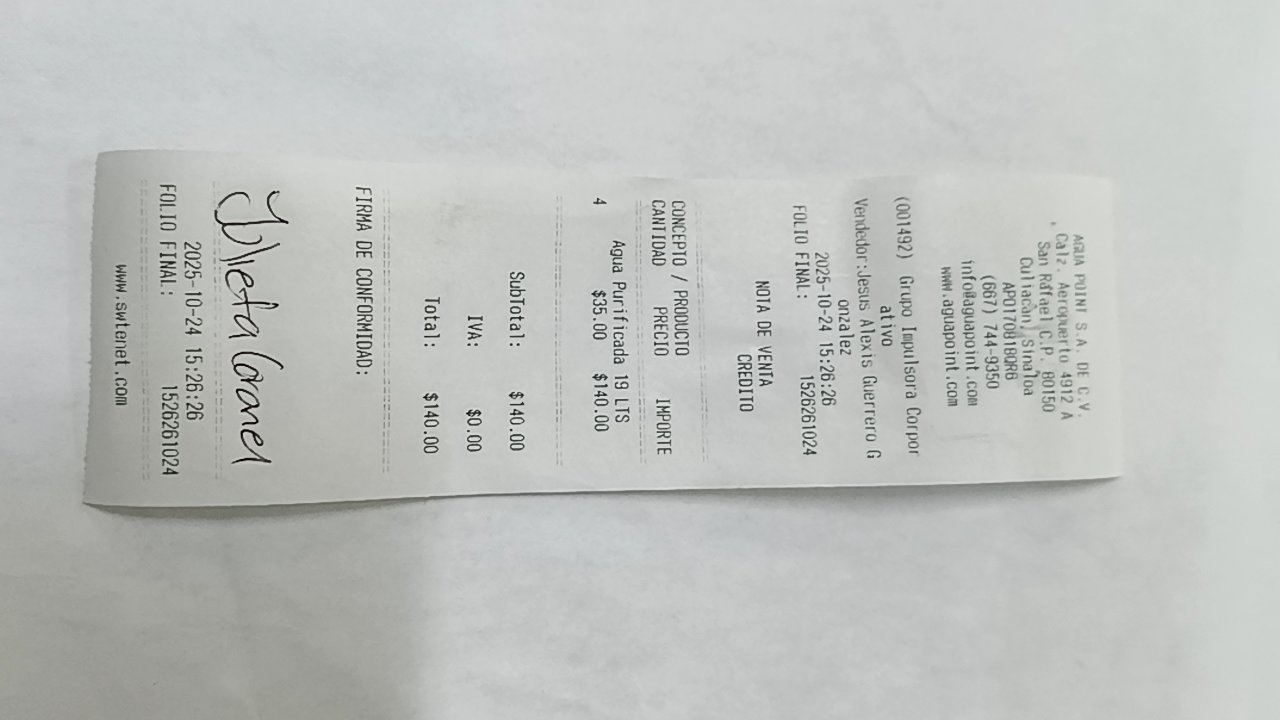 AGUA POINT S.A. DE C.V.
Calz. Aeropuerto 4912 A
San Rafael C.P. 80150
Culiacán, Sinaloa
APO170818QR6
(667) 744-9350
info@aguapoint.com
www.aguapoint.com
(001492) Grupo Impulsora Corpor
ativo
Vendedor:Jesus Alexis Guerrero G
onzalez
2025-10-24 15:26:26
FOLIO FINAL: 1526261024
NOTA DE VENTA
CREDITO
CONCEPTO / PRODUCTO
CANTIDAD PRECIO IMPORTE
Agua Purificada 19 LTS
4 $35.00 $140.00
SubTotal: $140.00
IVA: $0.00
Total: $140.00
FIRMA DE CONFORMIDAD:
Julieta Coronel
2025-10-24 15:26:26
FOLIO FINAL: 1526261024
www.swtenet.com